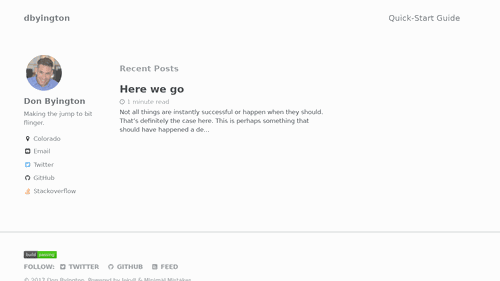 dbyington
Quick-Start Guide
Don Byington
Making the jump to bit
flinger.
Colorado
Email
Twitter
GitHub
Stackoverflow
Recent Posts
Here we go
1 minute read
Not all things are instantly successful or happen when they should.
That's definitely the case here. This is perhaps something that
should have happened a de...
build passing
FOLLOW: TWITTER GITHUB FEED
© 2017 Don Byington. Powered by Jekyll & Minimal Mistakes.